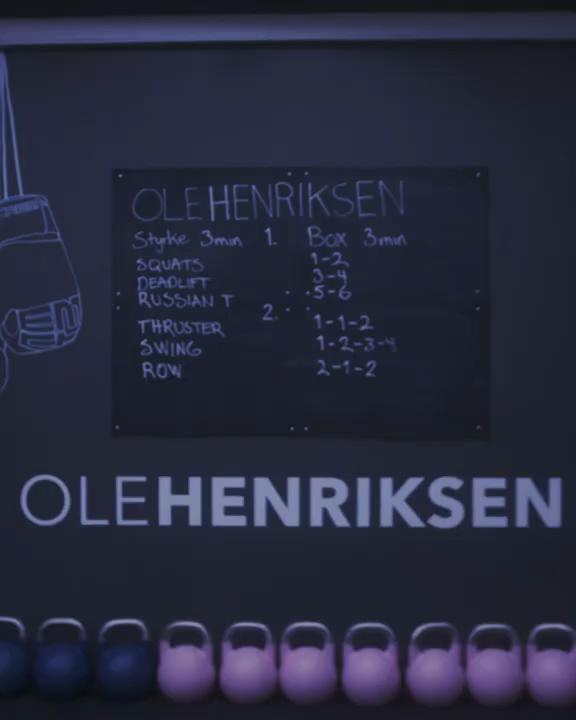 OLEHENRIKSEN
Styrke 3min 1. Box 3min
SQUATS 1-2
DEADLIFT 3-4
RUSSIAN T 5-6
2.
THRUSTER 1-1-2
SWING 1-2-3-4
ROW 2-1-2
OLEHENRIKSEN